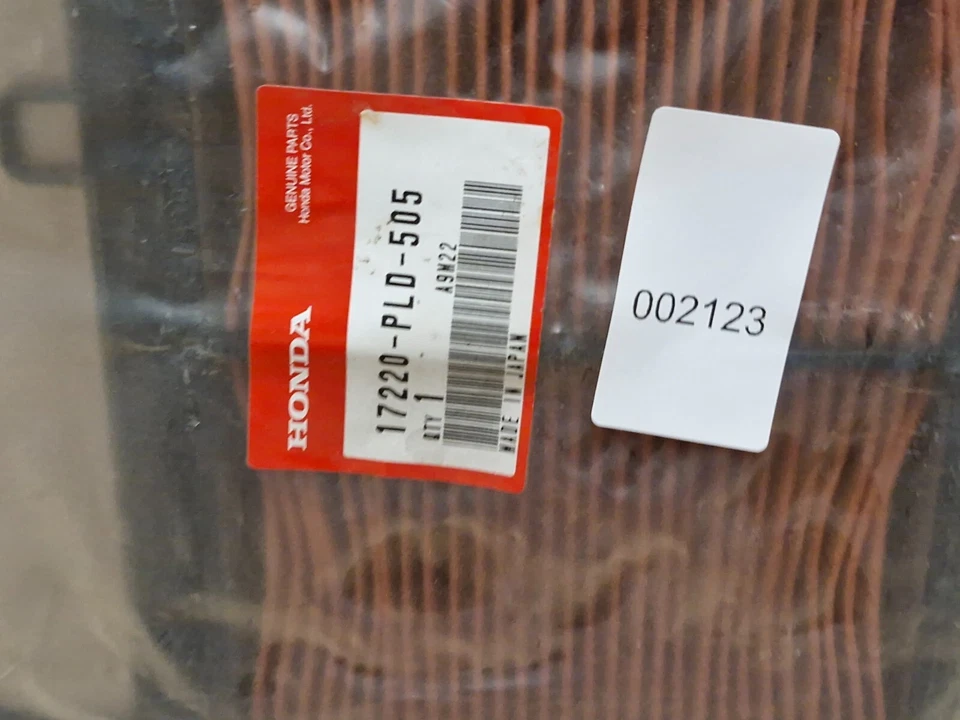 GENUINE PARTS
Honda Motor Co., Ltd.
HONDA
17220-PLD-505
A9M22
QTY 1
MADE IN JAPAN
002123